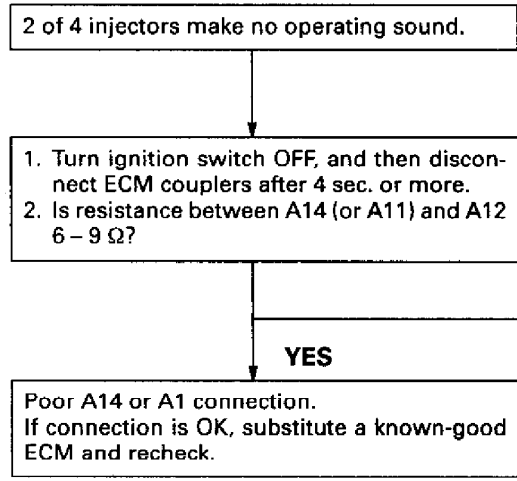 2 of 4 injectors make no operating sound.
1. Turn ignition switch OFF, and then discon-
nect ECM couplers after 4 sec. or more.
2. Is resistance between A14 (or A11) and A12
6 – 9 Ω?
YES
Poor A14 or A1 connection.
If connection is OK, substitute a known-good
ECM and recheck.